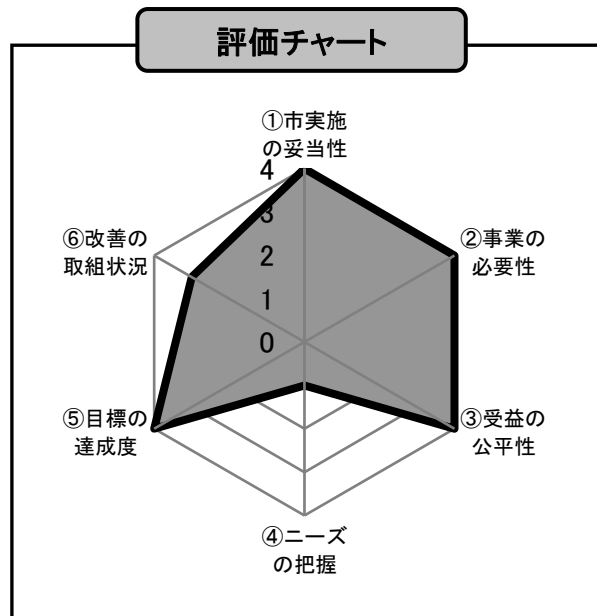 評価チャート
①市実施
の妥当性
4
3
2
1
0
②事業の
必要性
③受益の
公平性
④ニーズ
の把握
⑤目標の
達成度
⑥改善の
取組状況